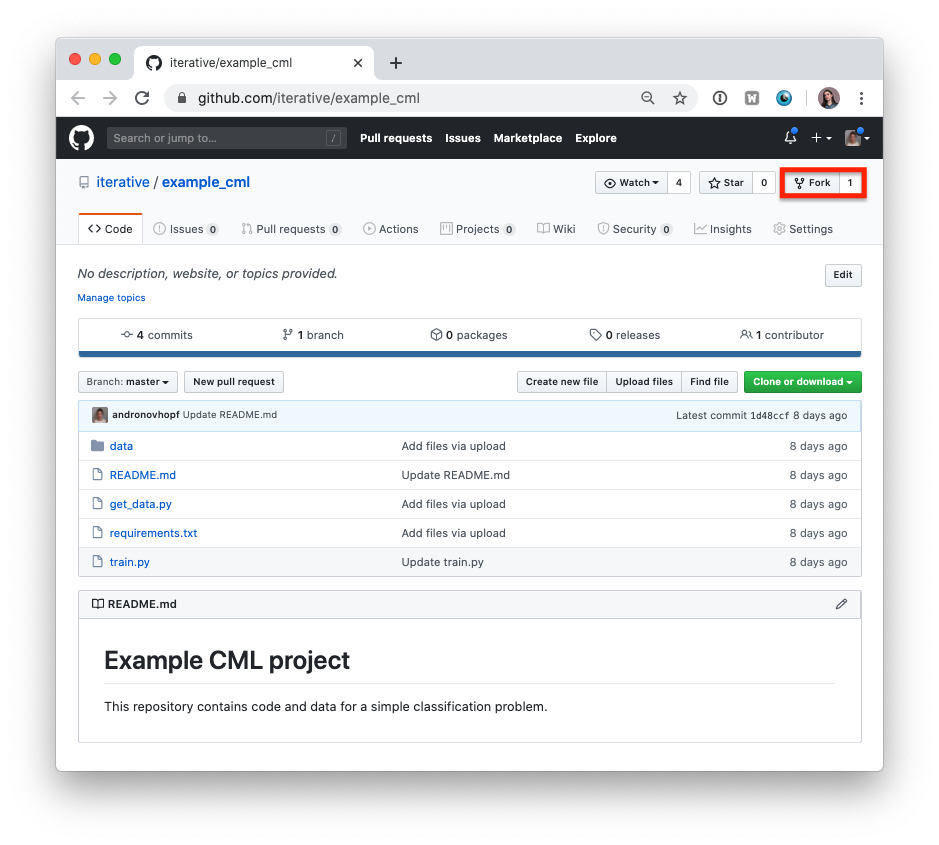 iterative/example_cml
github.com/iterative/example_cml
Search or jump to... / Pull requests Issues Marketplace Explore
iterative / example_cml Watch 4 Star 0 Fork 1
Code Issues 0 Pull requests 0 Actions Projects 0 Wiki Security 0 Insights Settings
No description, website, or topics provided. Edit
Manage topics
4 commits 1 branch 0 packages 0 releases 1 contributor
Branch: master New pull request Create new file Upload files Find file Clone or download
andronovhopf Update README.md Latest commit 1d48ccf 8 days ago
data Add files via upload 8 days ago
README.md Update README.md 8 days ago
get_data.py Add files via upload 8 days ago
requirements.txt Add files via upload 8 days ago
train.py Update train.py 8 days ago
README.md
Example CML project
This repository contains code and data for a simple classification problem.